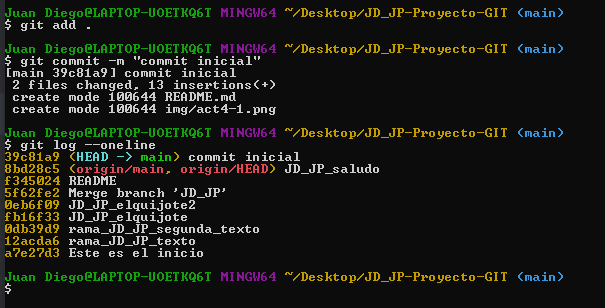 Juan Diego@LAPTOP-UOETKQ6T MINGW64 ~/Desktop/JD_JP-Proyecto-GIT (main)
$ git add .
Juan Diego@LAPTOP-UOETKQ6T MINGW64 ~/Desktop/JD_JP-Proyecto-GIT (main)
$ git commit -m "commit inicial"
[main 39c81a9] commit inicial
 2 files changed, 13 insertions(+)
 create mode 100644 README.md
 create mode 100644 img/act4-1.png
Juan Diego@LAPTOP-UOETKQ6T MINGW64 ~/Desktop/JD_JP-Proyecto-GIT (main)
$ git log --oneline
39c81a9 (HEAD -> main) commit inicial
8bd28c5 (origin/main, origin/HEAD) JD_JP_saludo
f345024 README
5f62fe2 Merge branch 'JD_JP'
0eb6f09 JD_JP_elquijote2
fb16f33 JD_JP_elquijote
0db39d9 rama_JD_JP_segunda_texto
12acda6 rama_JD_JP_texto
a7e27d3 Este es el inicio
Juan Diego@LAPTOP-UOETKQ6T MINGW64 ~/Desktop/JD_JP-Proyecto-GIT (main)
$